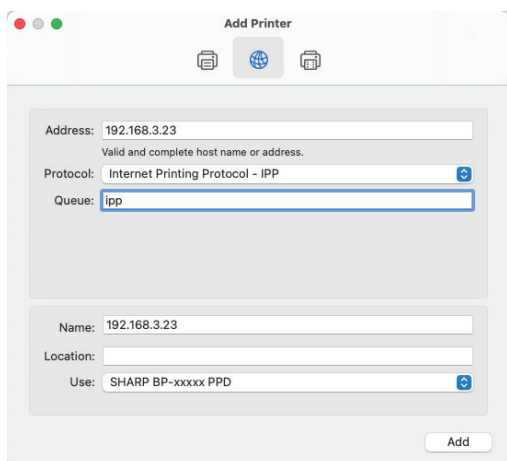 Add Printer
Address: 192.168.3.23
Valid and complete host name or address.
Protocol: Internet Printing Protocol - IPP
Queue: ipp
Name: 192.168.3.23
Location:
Use: SHARP BP-xxxxx PPD
Add